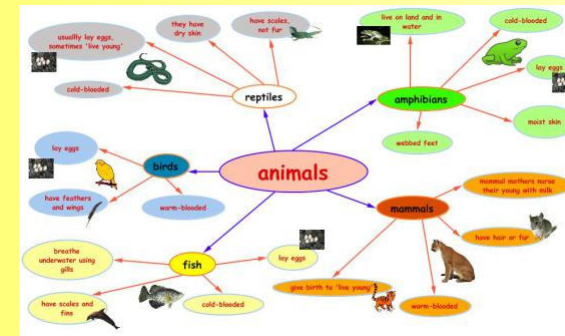 they have
dry skin
have scales,
not fur
usually lay eggs,
sometimes 'live young'
cold-blooded
reptiles
live on land and in
water
cold-blooded
lay eggs
moist skin
webbed feet
amphibians
animals
lay eggs
birds
have feathers
and wings
warm-blooded
mammal mothers nurse
their young with milk
mammals
have hair or fur
give birth to 'live young'
warm-blooded
breathe
underwater using
gills
fish
lay eggs
have scales and
fins
cold-blooded